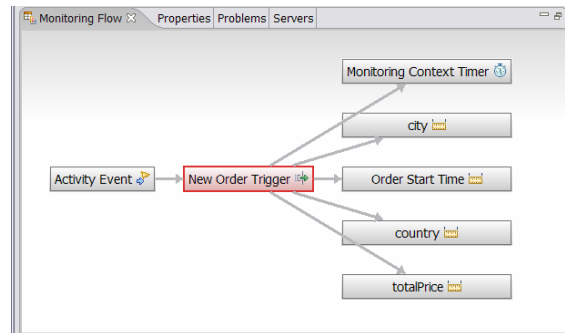 Monitoring Flow Properties Problems Servers
Monitoring Context Timer
city
Activity Event New Order Trigger Order Start Time
country
totalPrice